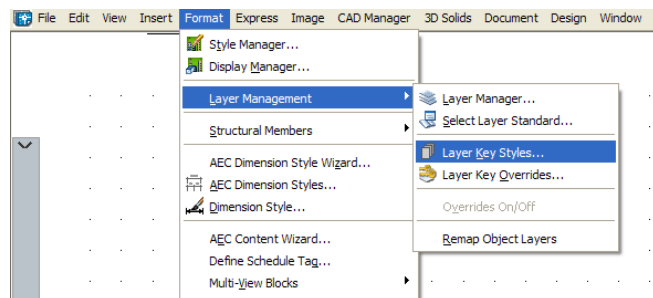 File Edit View Insert Format Express Image CAD Manager 3D Solids Document Design Window
Style Manager...
Display Manager...
Layer Management
Structural Members
AEC Dimension Style Wizard...
AEC Dimension Styles...
Dimension Style...
AEC Content Wizard...
Define Schedule Tag...
Multi-View Blocks
Layer Manager...
Select Layer Standard...
Layer Key Styles...
Layer Key Overrides...
Overrides On/Off
Remap Object Layers